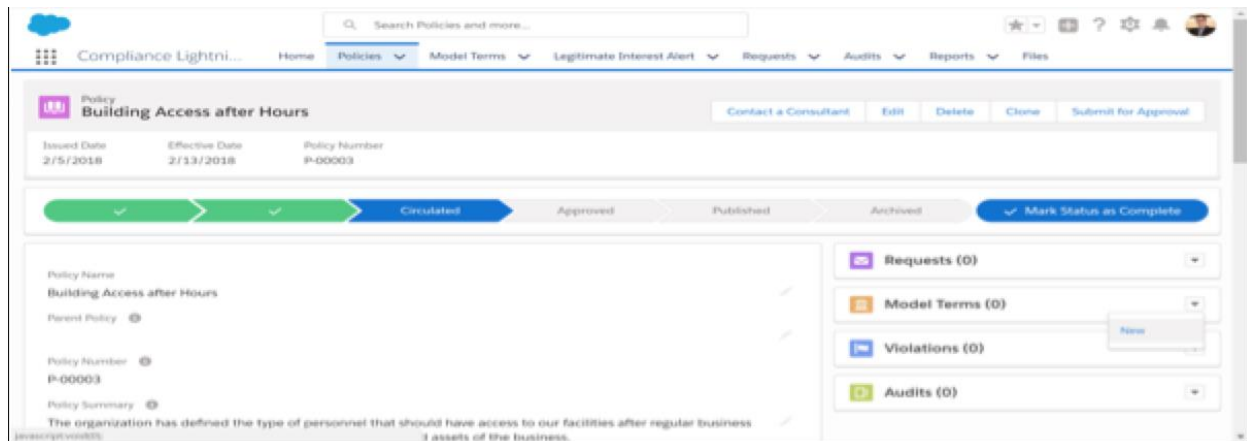 Search Policies and more...
Compliance Lightni... Home Policies Model Terms Legitimate Interest Alert Requests Audits Reports Files
Policy
Building Access after Hours
Contact a Consultant Edit Delete Clone Submit for Approval
Issued Date Effective Date Policy Number
2/5/2018 2/13/2018 P-00003
Circulated Approved Published Archived Mark Status as Complete
Requests (0)
Policy Name
Building Access after Hours
Model Terms (0)
Parent Policy
New
Violations (0)
Policy Number
P-00003
Audits (0)
Policy Summary
The organization has defined the type of personnel that should have access to our facilities after regular business
javascript:void(0);
assets of the business.